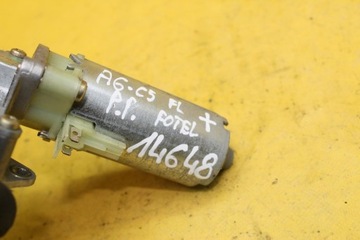 A6-C5 FL X
P.P. FOTEL
14648